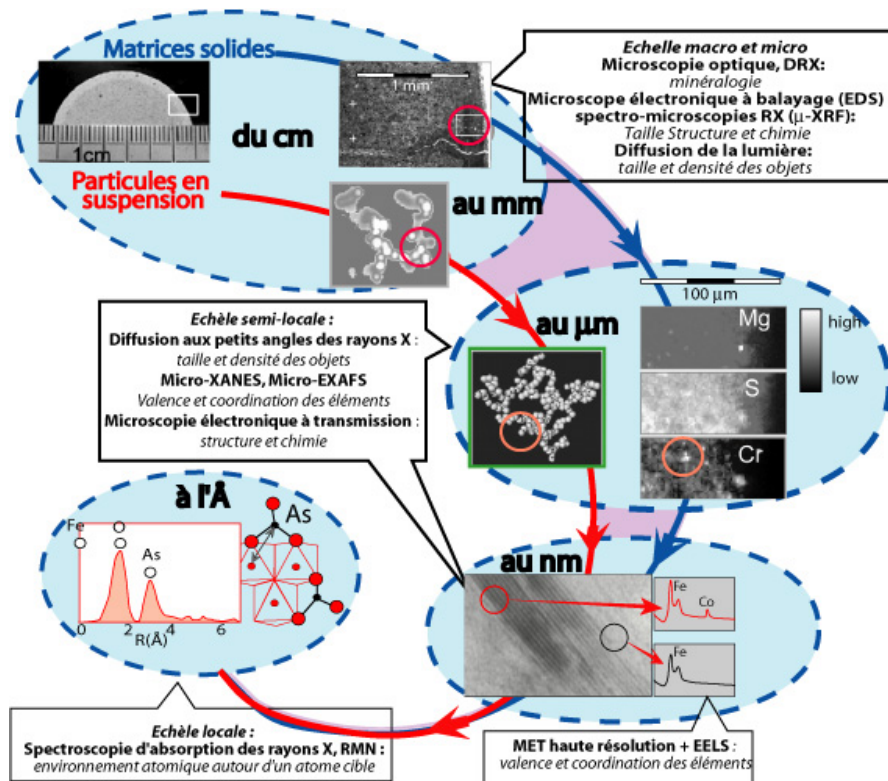 Matrices solides
1cm
du cm
1 mm
Particules en
suspension
au mm
Echelle macro et micro
Microscopie optique, DRX:
minéralogie
Microscope électronique à balayage (EDS)
spectro-microscopies RX (μ-XRF):
Taille Structure et chimie
Diffusion de la lumière:
taille et densité des objets
Echèle semi-locale :
Diffusion aux petits angles des rayons X :
taille et densité des objets
Micro-XANES, Micro-EXAFS
Valence et coordination des éléments
Microscopie électronique à transmission :
structure et chimie
au μm
100 μm
Mg
S
Cr
high
low
à l'Å
Fe
As
As
0 2 4 6
R(Å)
au nm
Fe
Co
Fe
Echèle locale :
Spectroscopie d'absorption des rayons X, RMN :
environement atomique autour d'un atome cible
MET haute résolution + EELS :
valence et coordination des éléments